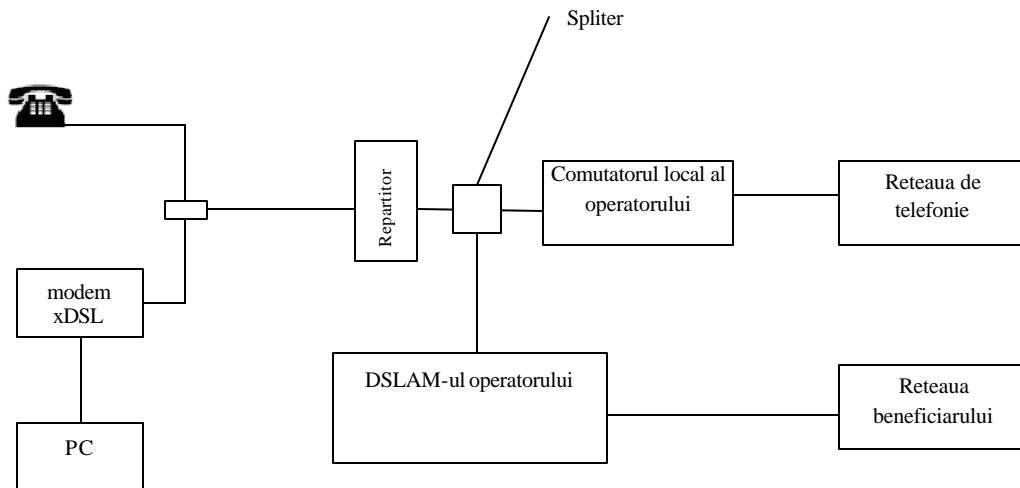 Spliter
Repartitor
Comutatorul local al
operatorului
Reteaua de
telefonie
modem
xDSL
DSLAM-ul operatorului
Reteaua
beneficiarului
PC